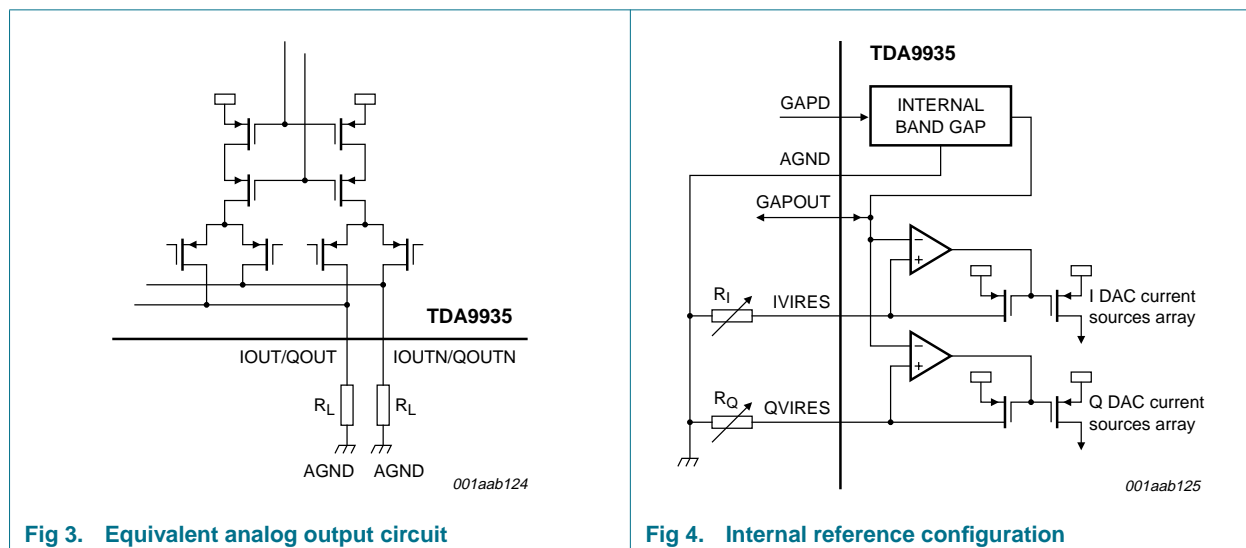 TDA9935
IOUT/QOUT
IOUTN/QOUTN
RL
RL
AGND
AGND
001aab124
Fig 3. Equivalent analog output circuit
TDA9935
GAPD
INTERNAL
BAND GAP
AGND
GAPOUT
−
+
RI
IVIRES
I DAC current
sources array
−
+
RQ
QVIRES
Q DAC current
sources array
001aab125
Fig 4. Internal reference configuration